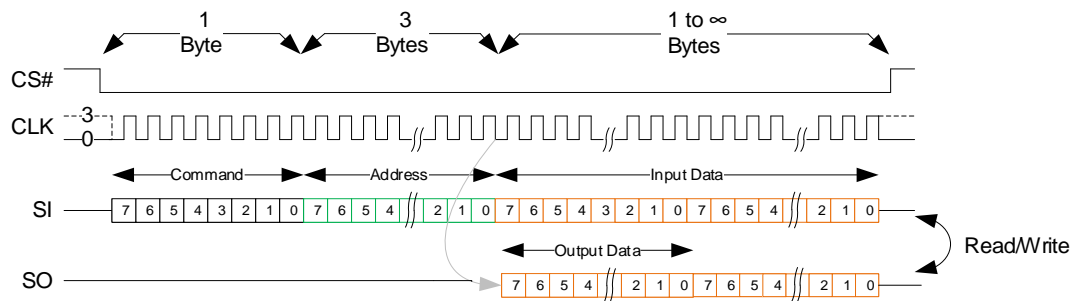 1 3 1 to ∞
Byte Bytes Bytes
CS#
3
CLK
0
Command Address Input Data
SI 7 6 5 4 3 2 1 0 7 6 5 4 2 1 0 7 6 5 4 3 2 1 0 7 6 5 4 2 1 0
Read/Write
Output Data
SO 7 6 5 4 2 1 0 7 6 5 4 2 1 0